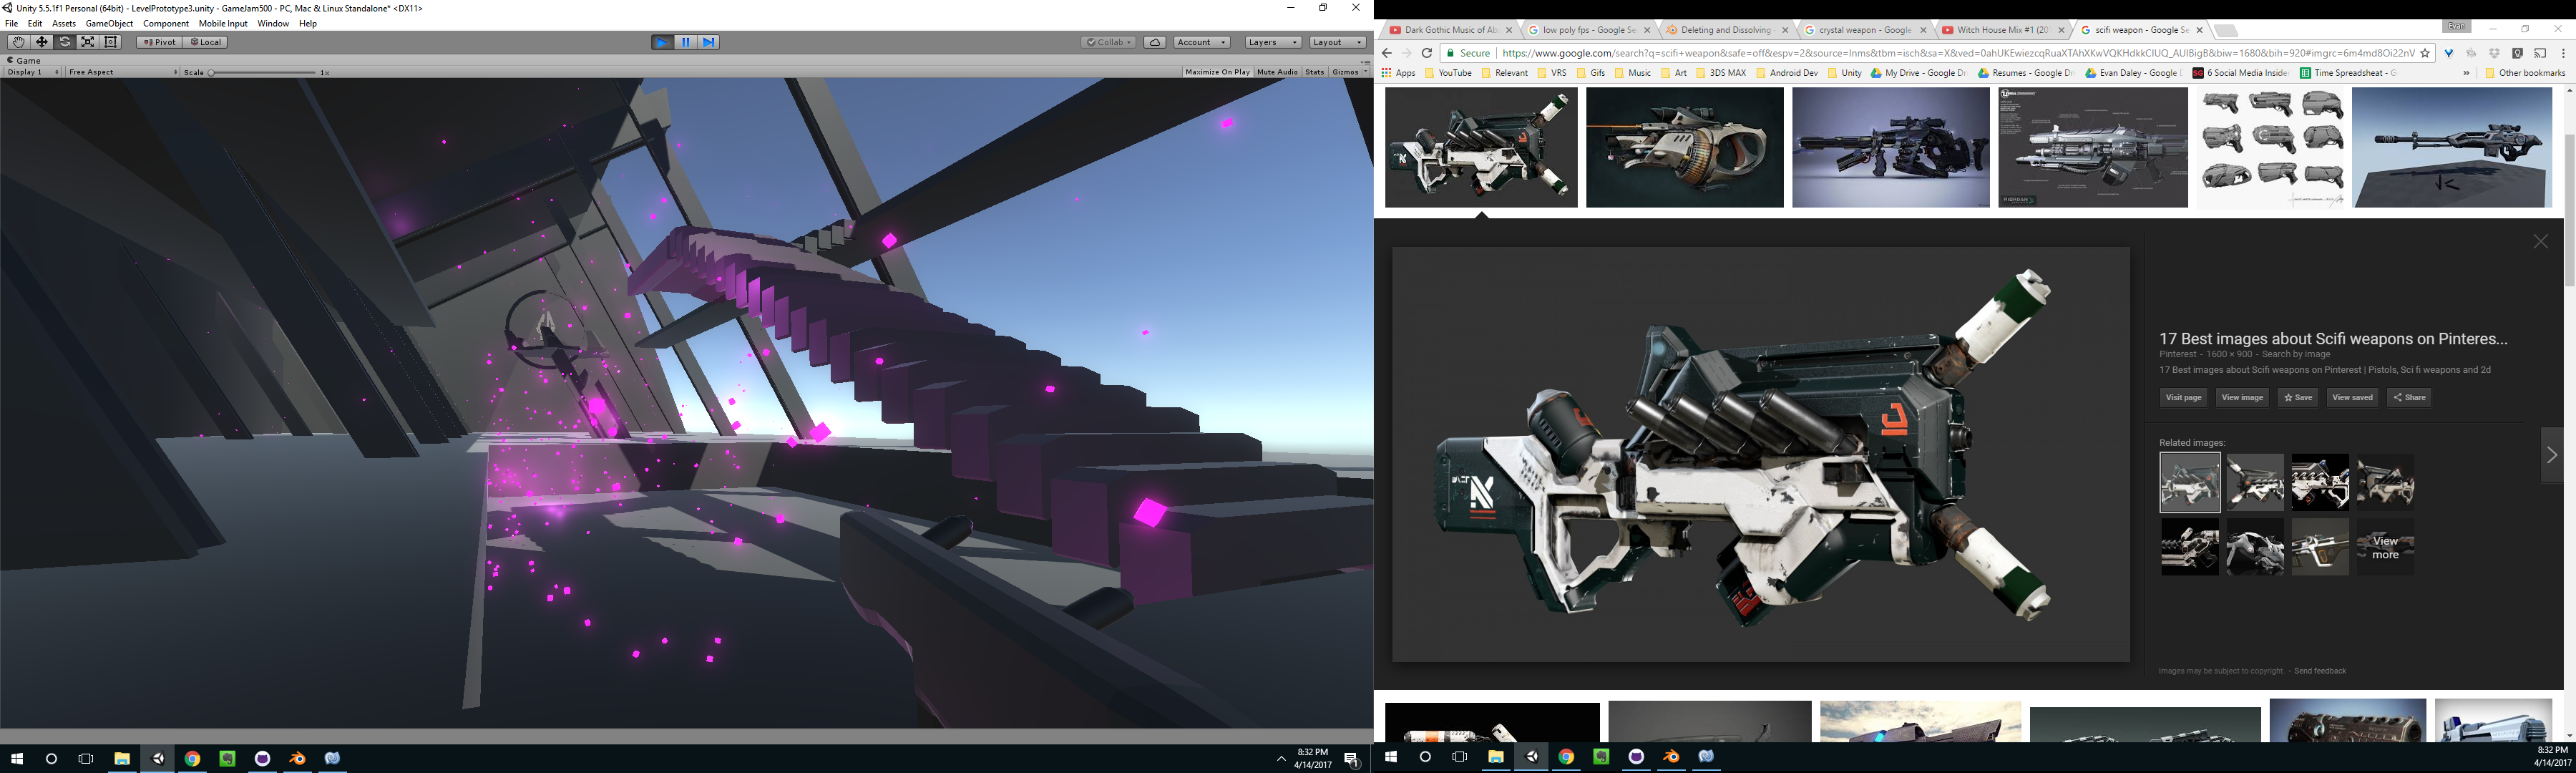 Unity 5.5.1f1 Personal (64bit) - LevelPrototype3.unity - GameJam500 - PC, Mac & Linux Standalone* <DX11>
File Edit Assets GameObject Component Mobile Input Window Help
Pivot Local Collab Account Layers Layout
Game
Display 1 Free Aspect Scale 1x Maximize On Play Mute Audio Stats Gizmos
8:32 PM
4/14/2017
1
Evan
Dark Gothic Music of Ab low poly fps - Google Se Deleting and Dissolving - crystal weapon - Google Witch House Mix #1 (20 scifi weapon - Google Se
Secure https://www.google.com/search?q=scifi+weapon&safe=off&espv=2&source=lnms&tbm=isch&sa=X&ved=0ahUKEwiezcqRuaXTAhXKwVQKHdkkCIUQ_AUIBigB&biw=1680&bih=920#imgrc=6m4md8Oi22nV
Apps YouTube Relevant VRS Gifs Music Art 3DS MAX Android Dev Unity My Drive - Google Dr Resumes - Google Dr Evan Daley - Google 6 Social Media Inside Time Spreadsheet - G Other bookmarks
17 Best images about Scifi weapons on Pinteres...
Pinterest - 1600 × 900 - Search by image
17 Best images about Scifi weapons on Pinterest | Pistols, Sci fi weapons and 2d
Visit page View image Save View saved Share
Related images:
View more
Images may be subject to copyright. - Send feedback
8:32 PM
4/14/2017